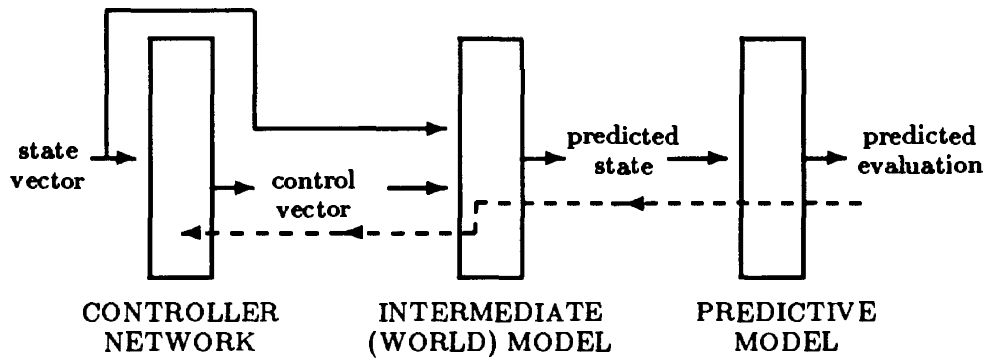 state
vector
control
vector
predicted
state
predicted
evaluation
CONTROLLER
NETWORK
INTERMEDIATE
(WORLD) MODEL
PREDICTIVE
MODEL